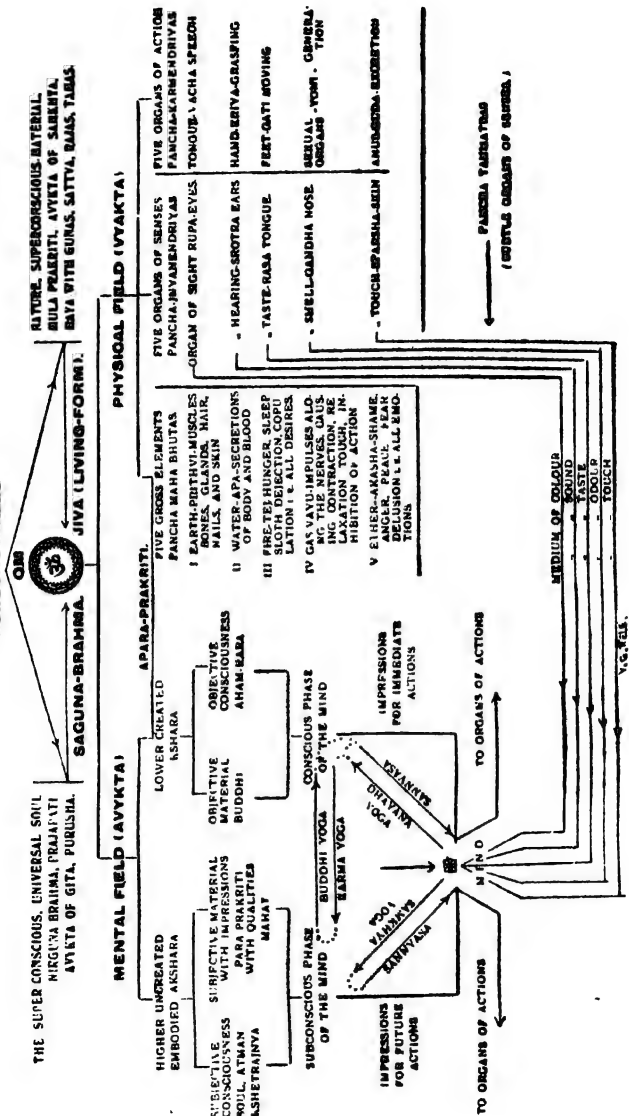 OR
ॐ
THE SUPER CONSCIOUS, UNIVERSAL SOUL
NIRGUNA BRAHMA, PRAJAPATI
AVYKTA OF GITA, PURUSHA.
NATURE, SUPERCONSCIOUS-MATERIAL,
MULA PRAKRITI, AVYKTA OF SANKHYA,
MAYA WITH GUNAS, SATTVA, RAJAS, TAMAS.
SAGUNA-BRAHMA.
JIVA (LIVING-FORM).
MENTAL FIELD (AVYKTA)
PHYSICAL FIELD (VYAKTA)
APARA-PRAKRITI.
HIGHER UNCREATED
EMBODIED AKSHARA
LOWER CREATED
KSHARA
FIVE GROSS ELEMENTS
PANCHA MAHA BHUTAS
FIVE ORGANS OF SENSES
PANCHA-JNYANENDRIYAS
FIVE ORGANS OF ACTION
PANCHA-KARMENDRIYAS
SUBJECTIVE
CONSCIOUSNESS
SOUL, ATMAN
KSHETRAINYA
SUBJECTIVE MATERIAL
WITH IMPRESSIONS
PARA PRAKRITI
WITH QUALITIES
MAHAT
OBJECTIVE
MATERIAL
BUDDHI
OBJECTIVE
CONSCIOUSNESS
AHAM-KARA
I EARTH-PRITHVI-MUSCLES
BONES, GLANDS, HAIR,
NAILS, AND SKIN
II WATER-APA-SECRETIONS
OF BODY AND BLOOD
III FIRE-TEJ HUNGER, SLEEP
SLOTH DEJECTION, COPU
LATION i.e. ALL DESIRES.
IV GAS VAYU-IMPULSES ALO-
NG THE NERVES, CAUS-
ING CONTRACTION, RE
LAXATION TOUCH, IN-
HIBITION OF ACTION
V ETHER-AKASHA-SHAME,
ANGER, PEACE, FEAR
DELUSION i.e. ALL EMO-
TIONS
ORGAN OF SIGHT RUPA-EYES
" HEARING-SROTRA EARS
" TASTE-RASA TONGUE
" SMELL-GANDHA NOSE
" TOUCH-SPARSHA-SKIN
TONGUE-VACHA SPEECH
HAND-KRIYA-GRASPING
FEET-GATI MOVING
SEXUAL -YONI- GENERA-
ORGANS TION
ANUS-GUDA-EXCRETION
PANCHA TANMATRAS
(SUBTLE ORGANS OF SENSES)
SUBCONSCIOUS PHASE
OF THE MIND
CONSCIOUS PHASE
OF THE MIND
BUDDHI YOGA
KARMA YOGA
SAMKHYA
YOGA
SANNYASA
DHAYANA
YOGA
SANNYASA
IMPRESSIONS
FOR FUTURE
ACTIONS
IMPRESSIONS
FOR IMMEDIATE
ACTIONS
MIND
TO ORGANS OF ACTIONS
TO ORGANS OF ACTIONS
MEDIUM OF COLOUR
" SOUND
" TASTE
" ODOUR
" TOUCH
V.G. RELE.